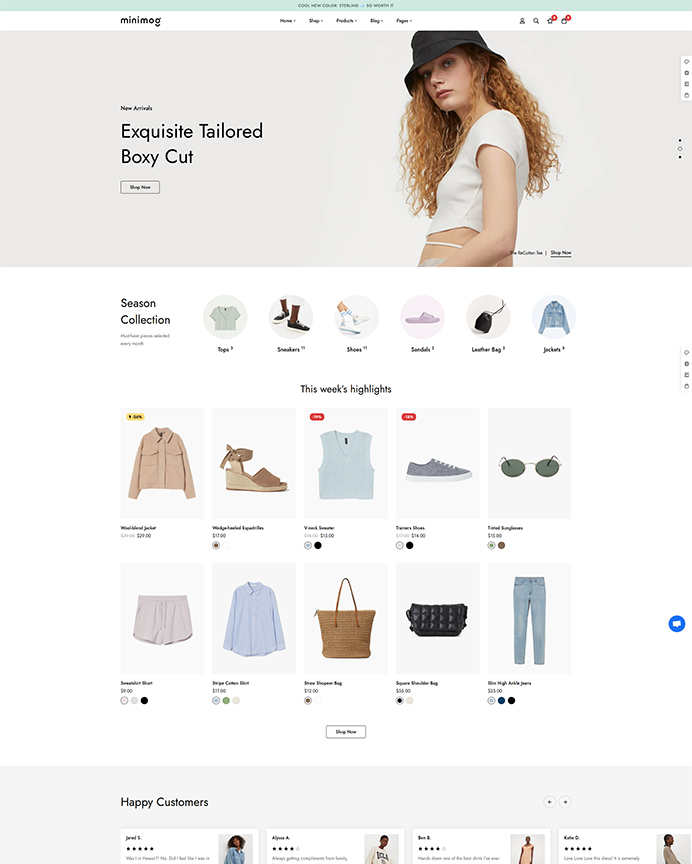 COOL NEW COLOR: STERLING SO WORTH IT
minimog
Home Shop Products Blog Pages
New Arrivals
Exquisite Tailored
Boxy Cut
Shop Now
The ReCotton Tee | Shop Now
Season
Collection
Must-have pieces selected
every month
Tops 3
Sneakers 11
Shoes 11
Sandals 2
Leather Bag 3
Jackets 9
This week's highlights
-26%
-19%
-18%
Wool-blend Jacket
$29.00
Wedge-heeled Espadrilles
$17.00
V-neck Sweater
$16.00 $13.00
Trainers Shoes
$17.00 $14.00
Tinted Sunglasses
$15.00
Sweatshirt Short
$9.00
Stripe Cotton Shirt
$17.00
Straw Shopper Bag
$12.00
Square Shoulder Bag
$55.00
Slim High Ankle Jeans
$25.00
Shop Now
Happy Customers
Jared S.
Was I in Hawaii?! No. Did I feel like I was in
Alyssa A.
Always getting compliments from family,
Ben B.
Hands down one of the best shirts I've ever
Katie D.
Love Love Love this dress! It is extremely